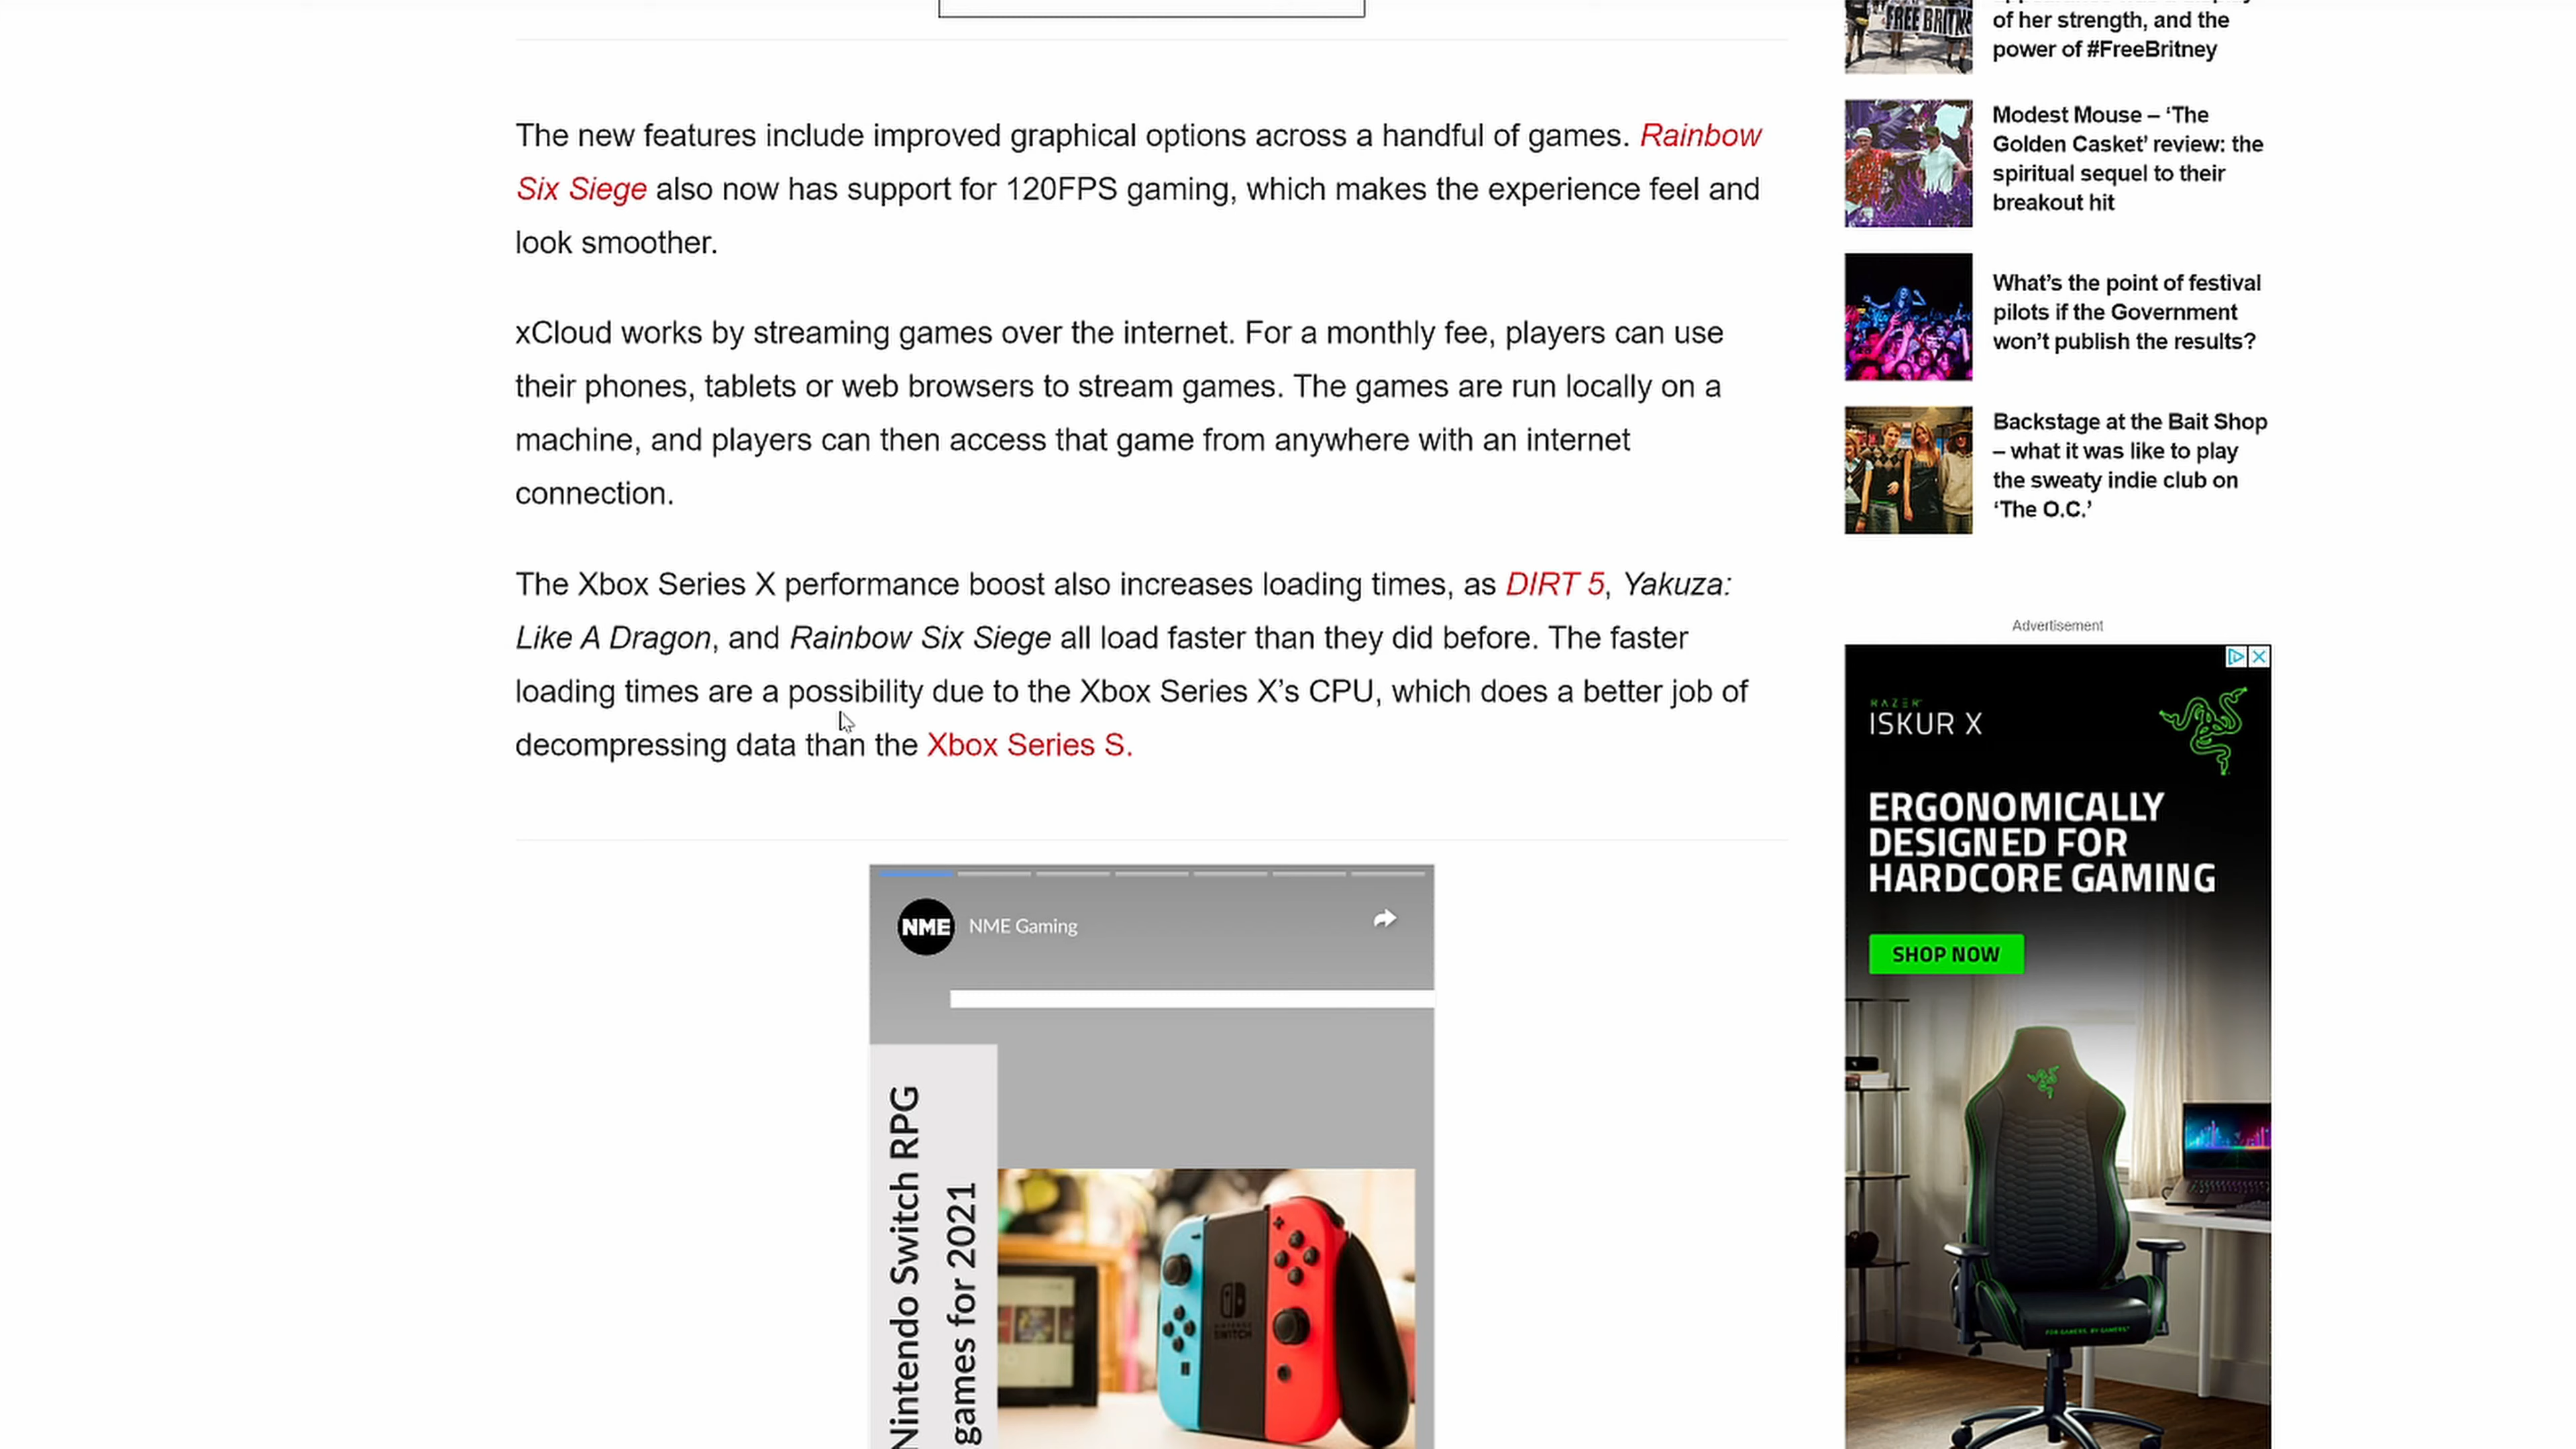 The new features include improved graphical options across a handful of games. Rainbow
Six Siege also now has support for 120FPS gaming, which makes the experience feel and
look smoother.
xCloud works by streaming games over the internet. For a monthly fee, players can use
their phones, tablets or web browsers to stream games. The games are run locally on a
machine, and players can then access that game from anywhere with an internet
connection.
The Xbox Series X performance boost also increases loading times, as DIRT 5, Yakuza:
Like A Dragon, and Rainbow Six Siege all load faster than they did before. The faster
loading times are a possibility due to the Xbox Series X’s CPU, which does a better job of
decompressing data than the Xbox Series S.
NME
NME Gaming
Nintendo Switch RPG
games for 2021
NINTENDO
SWITCH
FREE BRITN
of her strength, and the
power of #FreeBritney
Modest Mouse – ‘The
Golden Casket’ review: the
spiritual sequel to their
breakout hit
What’s the point of festival
pilots if the Government
won’t publish the results?
Backstage at the Bait Shop
– what it was like to play
the sweaty indie club on
‘The O.C.’
Advertisement
RAZER
ISKUR X
ERGONOMICALLY
DESIGNED FOR
HARDCORE GAMING
SHOP NOW
FOR GAMERS. BY GAMERS.